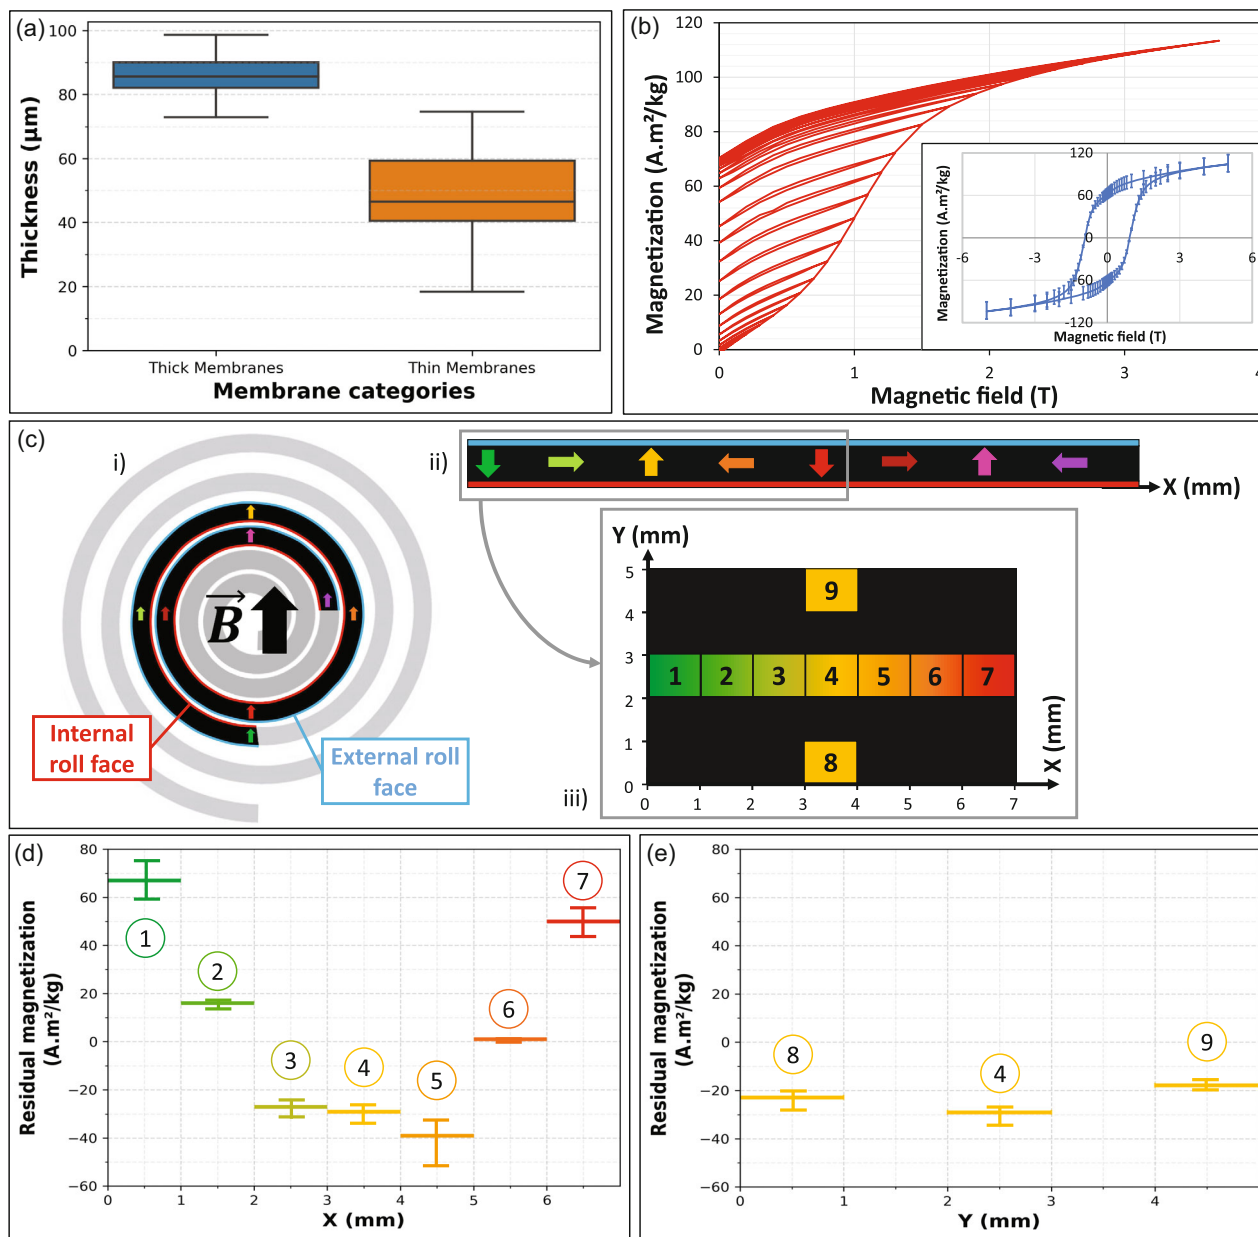 (a)
Thickness (μm)
100
80
60
40
20
0
Thick Membranes
Thin Membranes
Membrane categories
(b)
Magnetization (A.m²/kg)
120
100
80
60
40
20
0
0
1
2
3
4
Magnetic field (T)
Magnetization (A.m²/kg)
120
60
0
-60
-120
-6
-3
0
3
6
Magnetic field (T)
(c)
i)
B
Internal
roll face
External roll
face
ii)
X (mm)
iii)
Y (mm)
5
4
3
2
1
0
9
1 2 3 4 5 6 7
8
0 1 2 3 4 5 6 7
X (mm)
(d)
Residual magnetization
(A.m²/kg)
80
60
40
20
0
−20
−40
−60
1
2
3
4
5
6
7
0 1 2 3 4 5 6 7
X (mm)
(e)
Residual magnetization
(A.m²/kg)
80
60
40
20
0
−20
−40
−60
8
4
9
0 1 2 3 4
Y (mm)